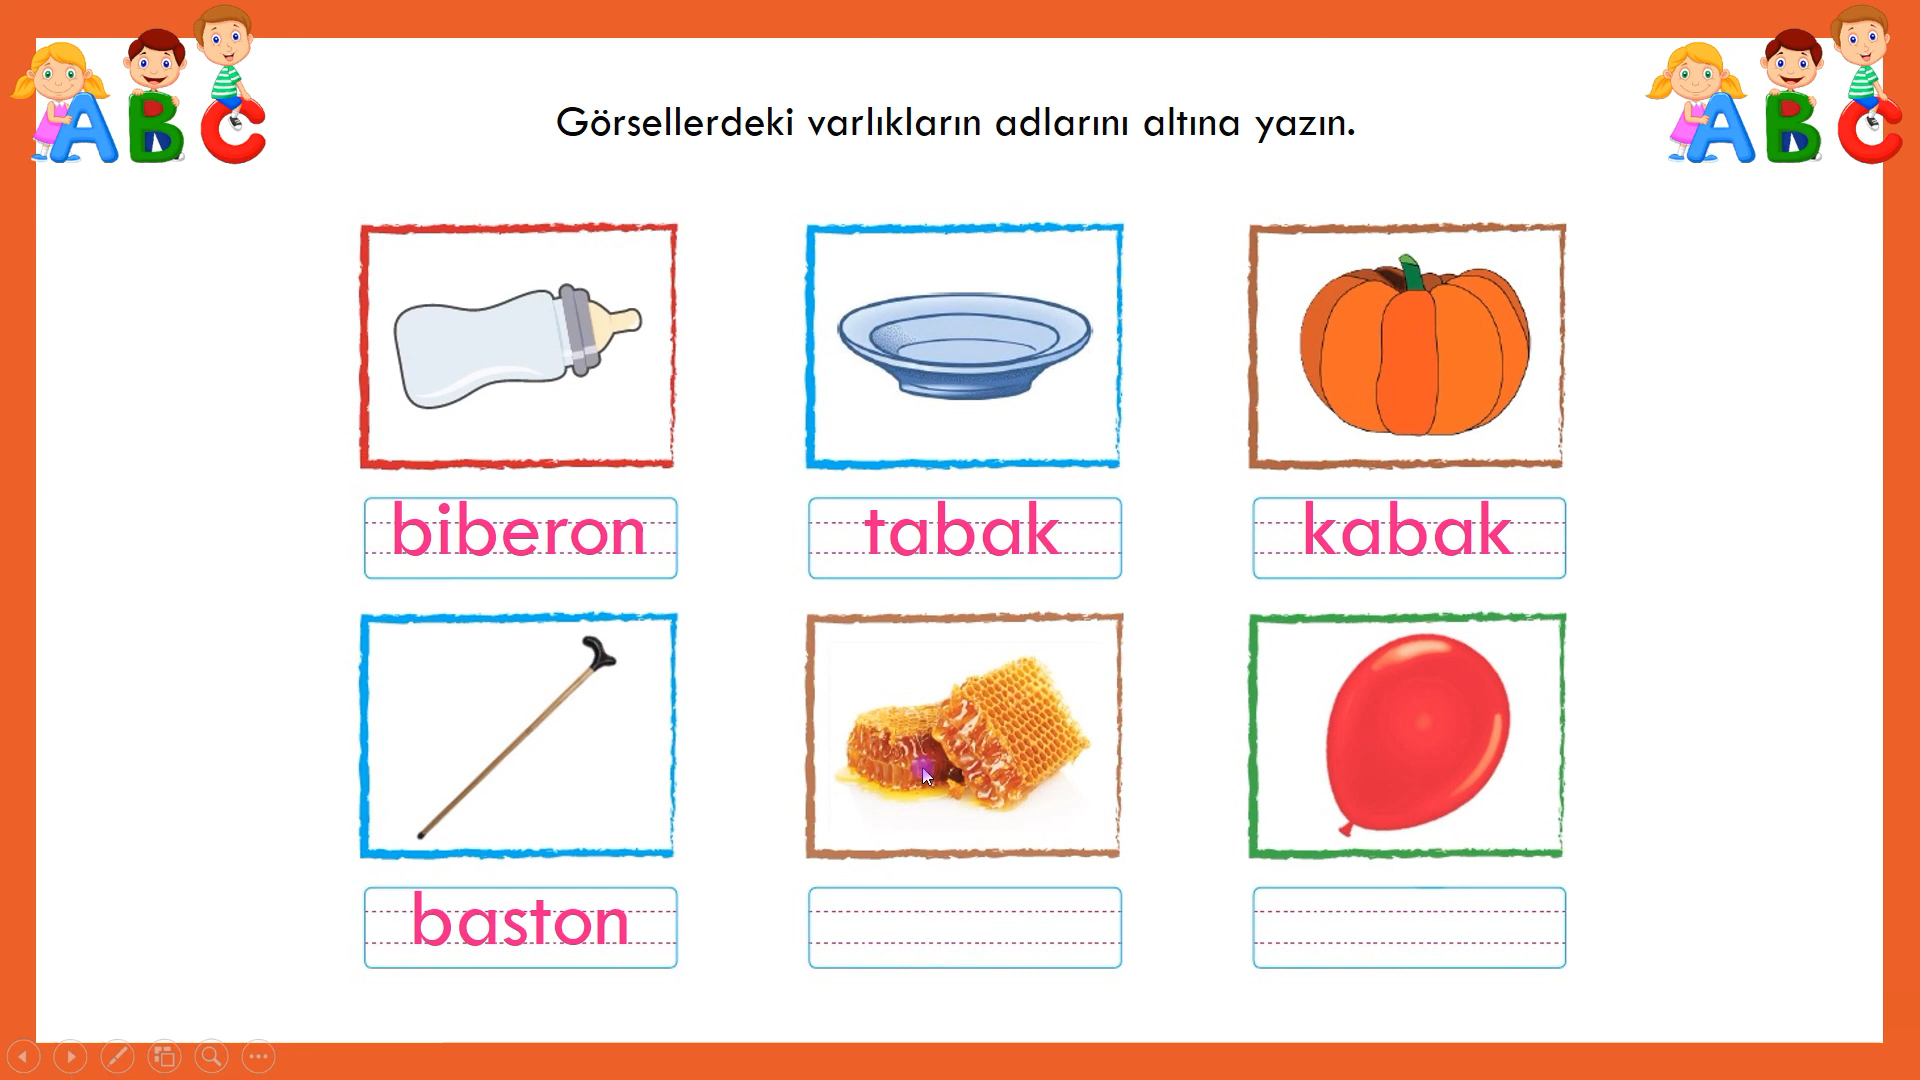 A B C
A B C
Görsellerdeki varlıkların adlarını altına yazın.
biberon
tabak
kabak
baston